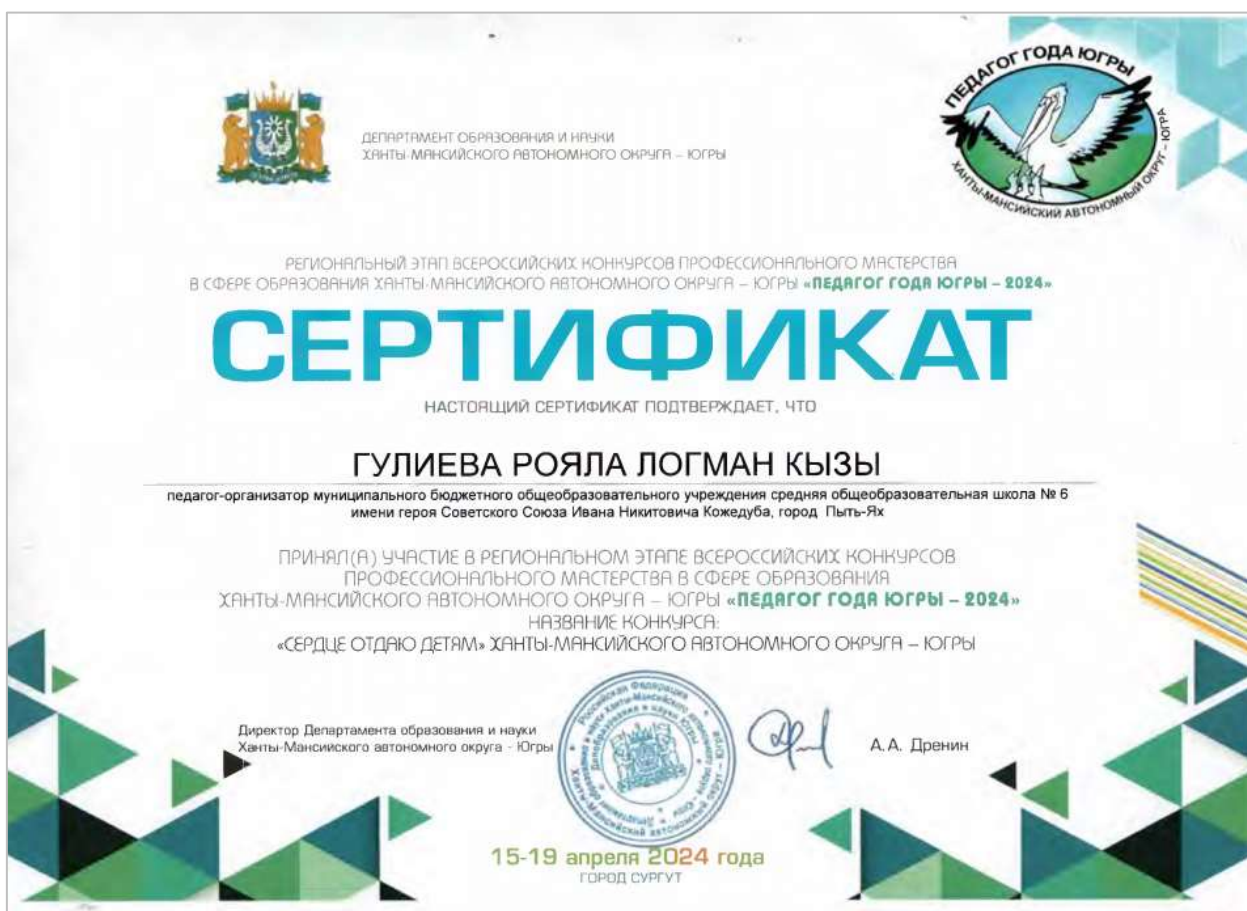 ДЕПАРТАМЕНТ ОБРАЗОВАНИЯ И НАУКИ
ХАНТЫ-МАНСИЙСКОГО АВТОНОМНОГО ОКРУГА – ЮГРЫ
ПЕДАГОГ ГОДА ЮГРЫ
ХАНТЫ-МАНСИЙСКИЙ АВТОНОМНЫЙ ОКРУГ – ЮГРА
РЕГИОНАЛЬНЫЙ ЭТАП ВСЕРОССИЙСКИХ КОНКУРСОВ ПРОФЕССИОНАЛЬНОГО МАСТЕРСТВА
В СФЕРЕ ОБРАЗОВАНИЯ ХАНТЫ-МАНСИЙСКОГО АВТОНОМНОГО ОКРУГА – ЮГРЫ «ПЕДАГОГ ГОДА ЮГРЫ – 2024»
СЕРТИФИКАТ
НАСТОЯЩИЙ СЕРТИФИКАТ ПОДТВЕРЖДАЕТ, ЧТО
ГУЛИЕВА РОЯЛА ЛОГМАН КЫЗЫ
педагог-организатор муниципального бюджетного общеобразовательного учреждения средняя общеобразовательная школа № 6
имени героя Советского Союза Ивана Никитовича Кожедуба, город Пыть-Ях
ПРИНЯЛ(А) УЧАСТИЕ В РЕГИОНАЛЬНОМ ЭТАПЕ ВСЕРОССИЙСКИХ КОНКУРСОВ
ПРОФЕССИОНАЛЬНОГО МАСТЕРСТВА В СФЕРЕ ОБРАЗОВАНИЯ
ХАНТЫ-МАНСИЙСКОГО АВТОНОМНОГО ОКРУГА – ЮГРЫ «ПЕДАГОГ ГОДА ЮГРЫ – 2024»
НАЗВАНИЕ КОНКУРСА:
«СЕРДЦЕ ОТДАЮ ДЕТЯМ» ХАНТЫ-МАНСИЙСКОГО АВТОНОМНОГО ОКРУГА – ЮГРЫ
Директор Департамента образования и науки
Ханты-Мансийского автономного округа - Югры
А.А. Дренин
Российская Федерация
15-19 апреля 2024 года
ГОРОД СУРГУТ